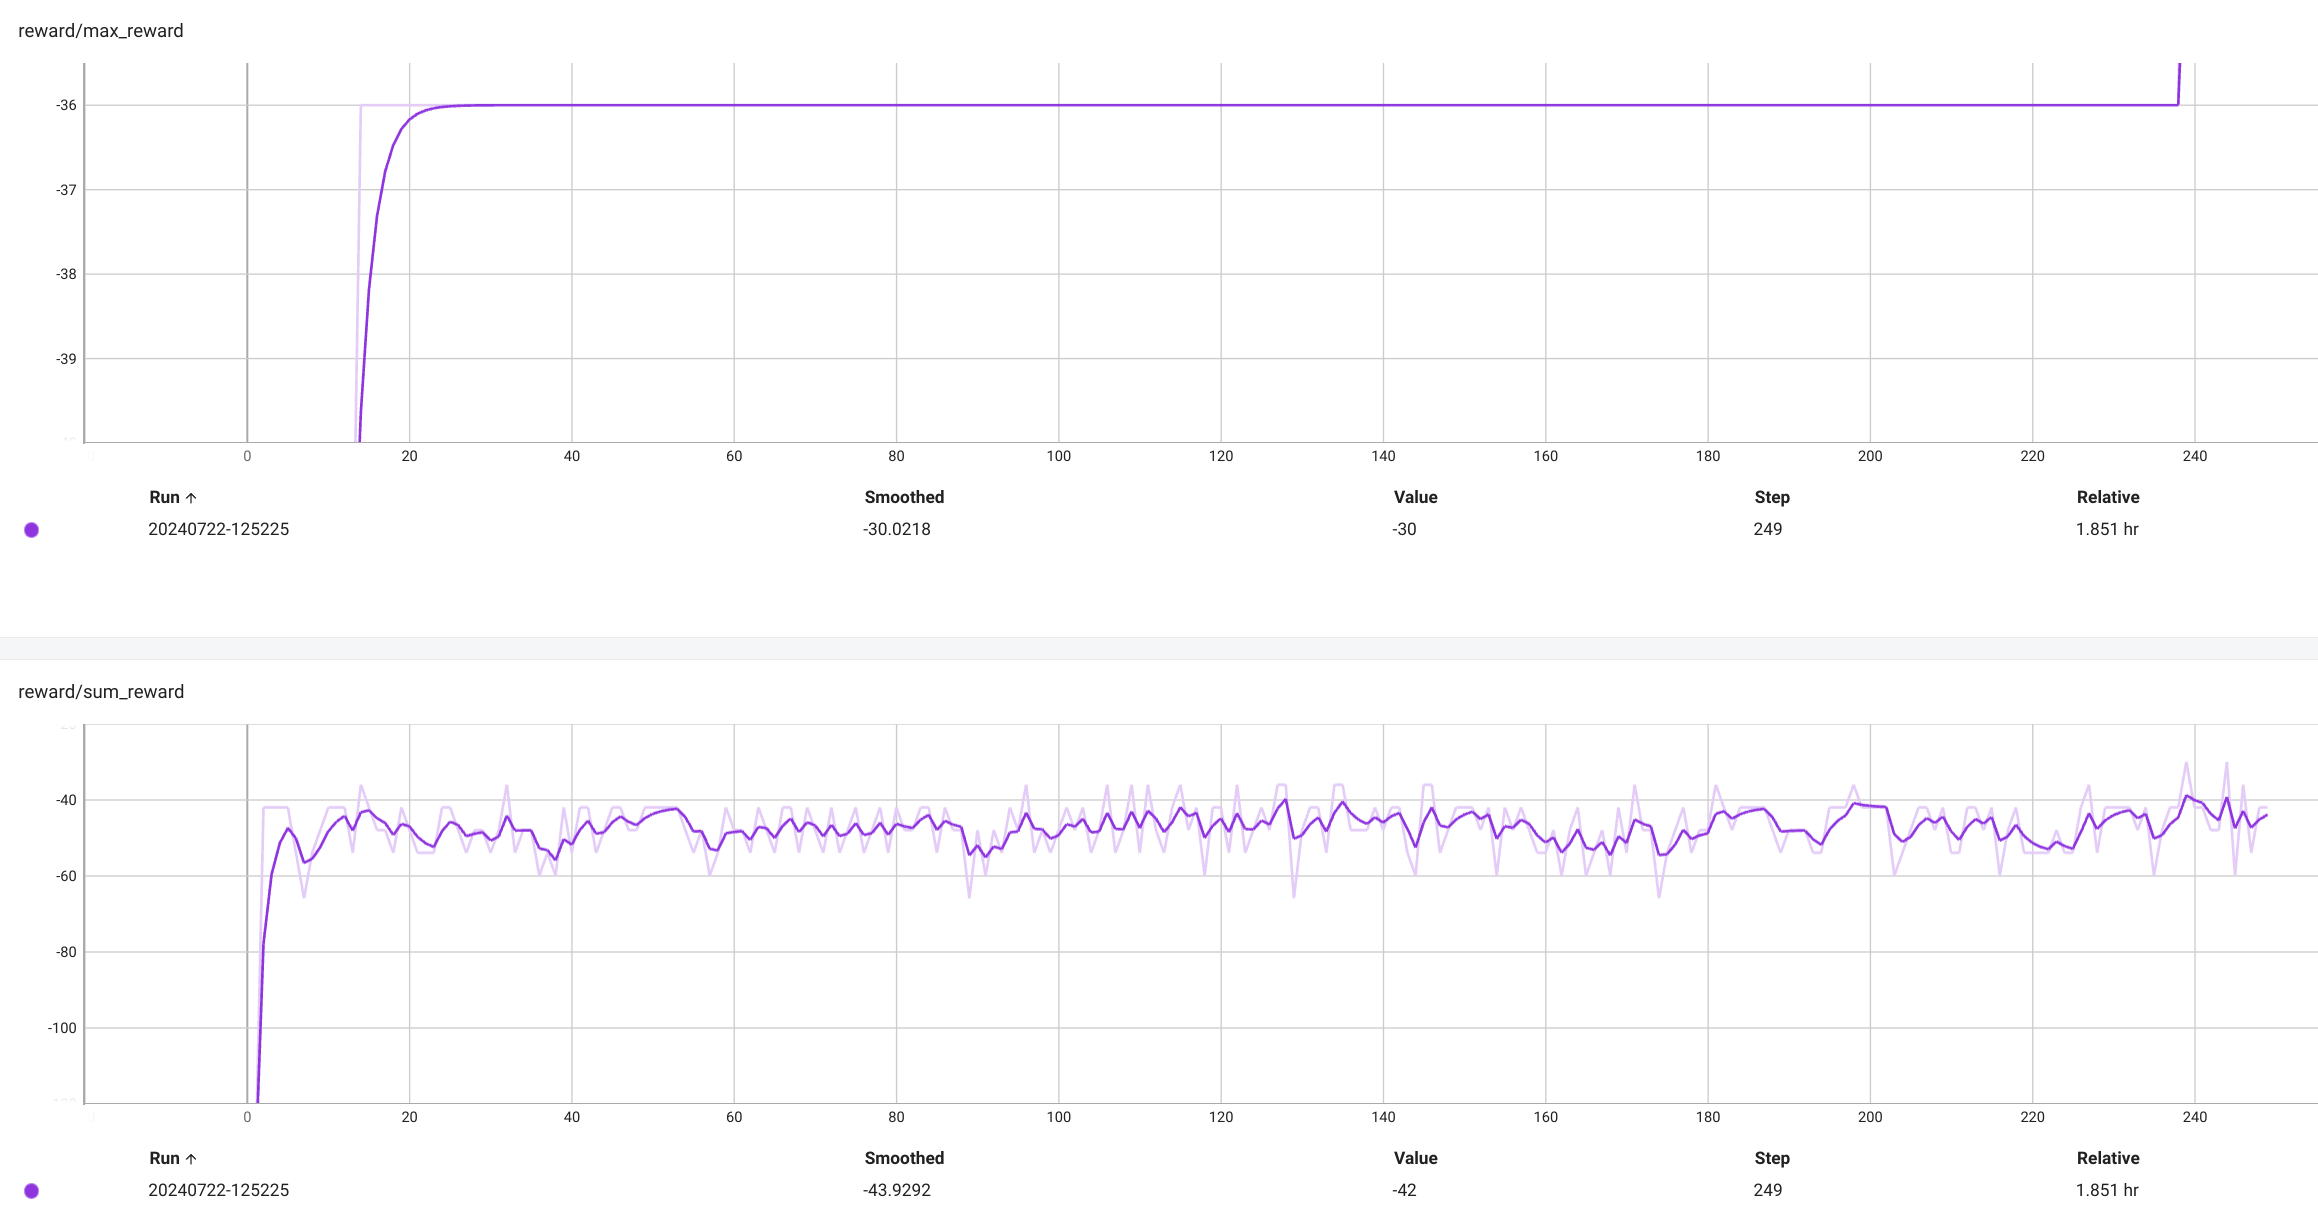 reward/max_reward
-36
-37
-38
-39
0 20 40 60 80 100 120 140 160 180 200 220 240
Run ↑ Smoothed Value Step Relative
20240722-125225 -30.0218 -30 249 1.851 hr
reward/sum_reward
-40
-60
-80
-100
0 20 40 60 80 100 120 140 160 180 200 220 240
Run ↑ Smoothed Value Step Relative
20240722-125225 -43.9292 -42 249 1.851 hr